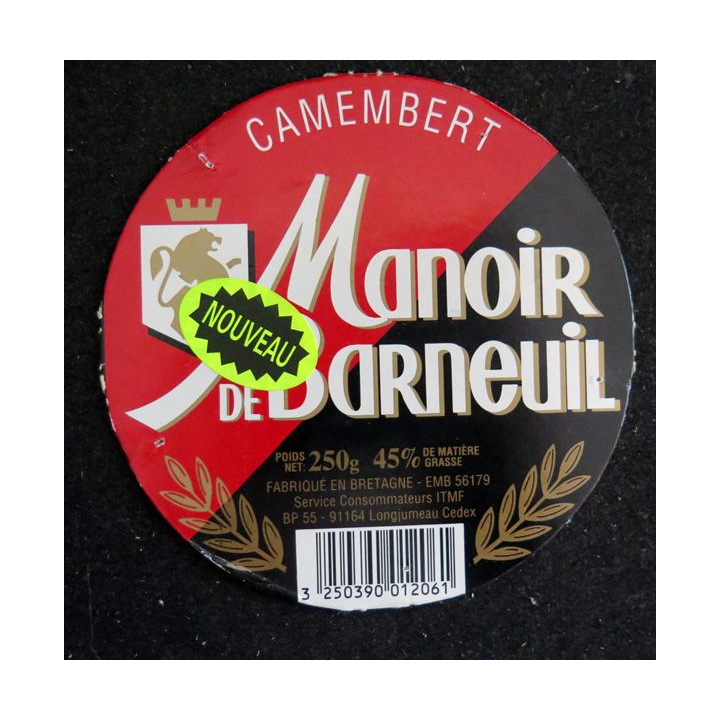 CAMEMBERT
Manoir
NOUVEAU
DE Barneuil
POIDS NET: 250g 45% DE MATIÈRE GRASSE
FABRIQUÉ EN BRETAGNE - EMB 56179
Service Consommateurs ITMF
BP 55 - 91164 Longjumeau Cedex
3 250390 012061